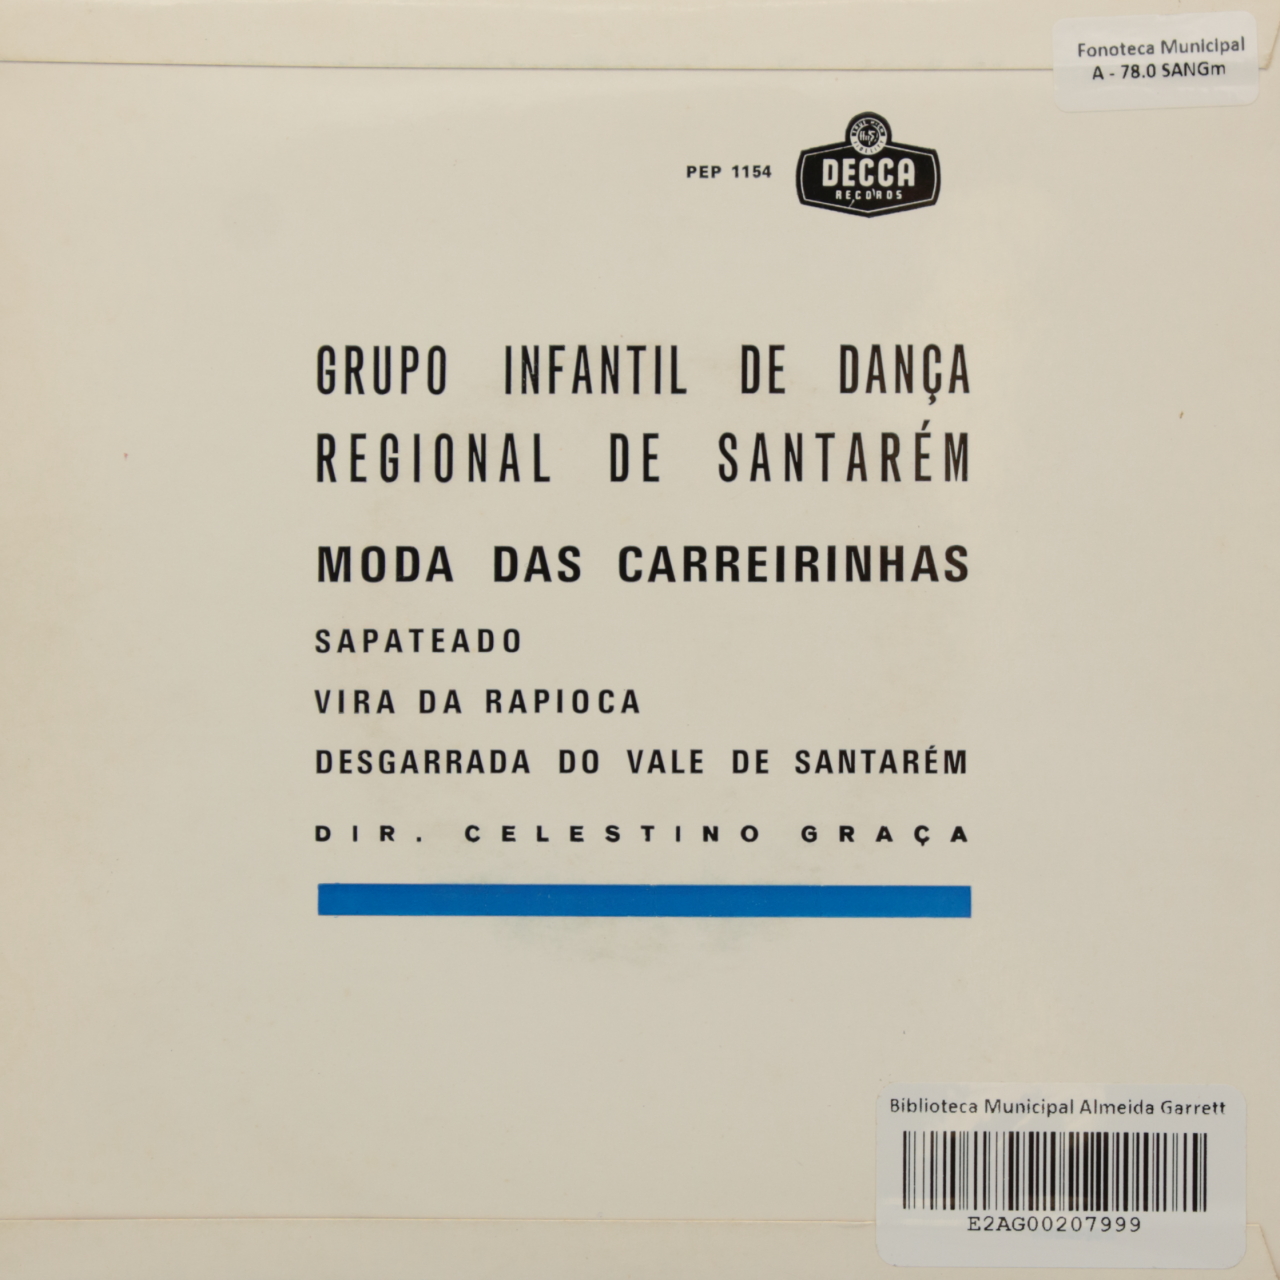 Fonoteca Municipal
A - 78.0 SANGm
PEP 1154
DECCA
RECORDS
GRUPO INFANTIL DE DANÇA
REGIONAL DE SANTARÉM
MODA DAS CARREIRINHAS
SAPATEADO
VIRA DA RAPIOCA
DESGARRADA DO VALE DE SANTARÉM
DIR. CELESTINO GRAÇA
Biblioteca Municipal Almeida Garrett
E2AG00207999